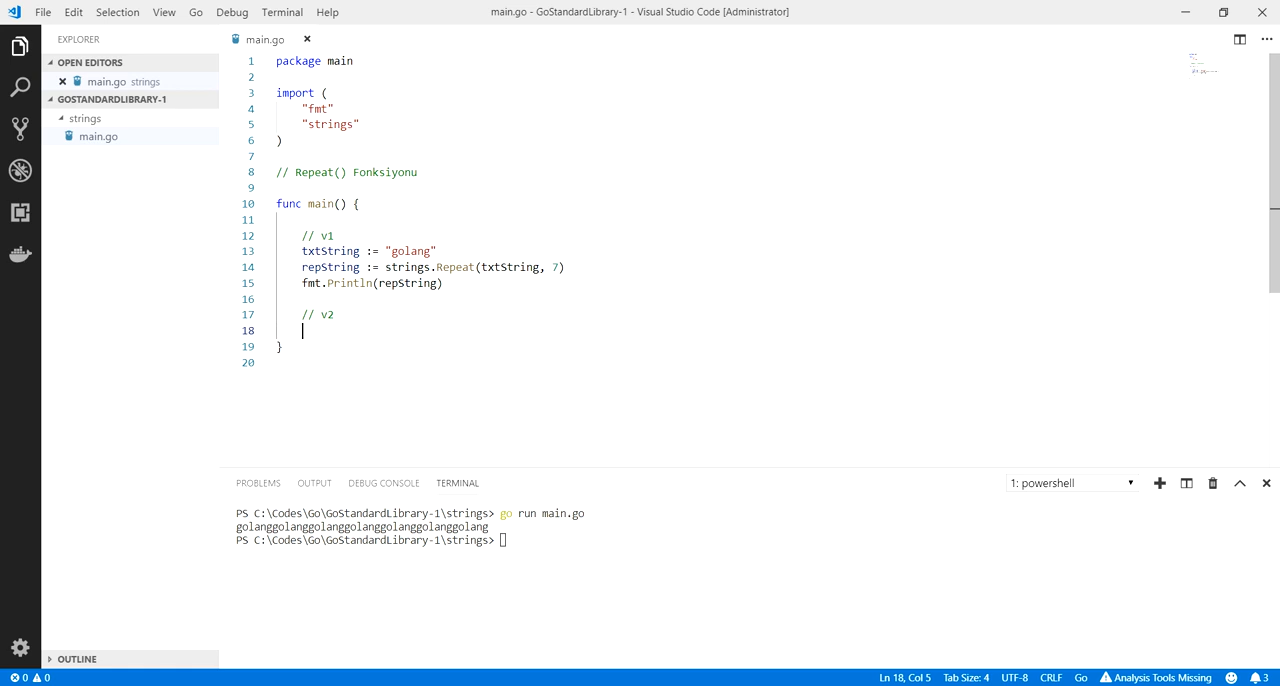 File Edit Selection View Go Debug Terminal Help
main.go - GoStandardLibrary-1 - Visual Studio Code [Administrator]
EXPLORER
OPEN EDITORS
main.go strings
GOSTANDARDLIBRARY-1
strings
main.go
OUTLINE
main.go
1 package main
2
3 import (
4 "fmt"
5 "strings"
6 )
7
8 // Repeat() Fonksiyonu
9
10 func main() {
11
12 // v1
13 txtString := "golang"
14 repString := strings.Repeat(txtString, 7)
15 fmt.Println(repString)
16
17 // v2
18
19 }
20
PROBLEMS OUTPUT DEBUG CONSOLE TERMINAL
1: powershell
PS C:\Codes\Go\GoStandardLibrary-1\strings> go run main.go
golanggolanggolanggolanggolanggolanggolang
PS C:\Codes\Go\GoStandardLibrary-1\strings>
0 0
Ln 18, Col 5 Tab Size: 4 UTF-8 CRLF Go Analysis Tools Missing 3